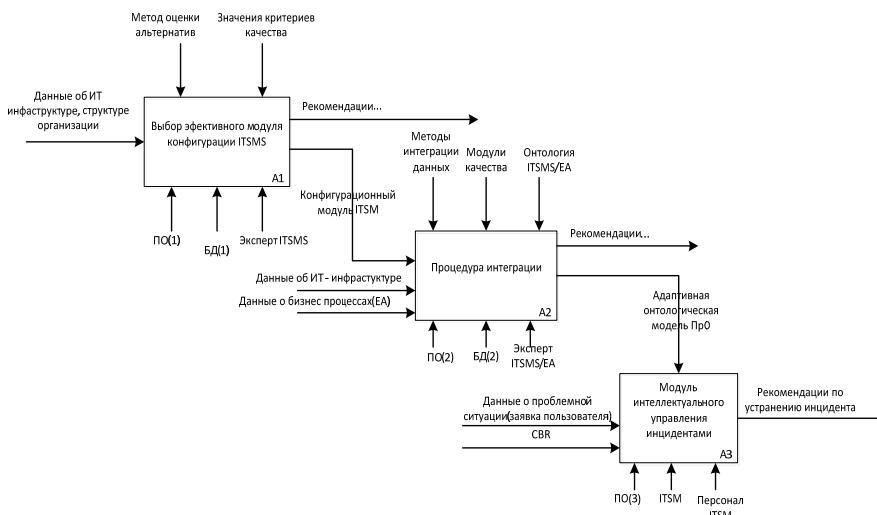 Метод оценки
альтернатив
Значения критериев
качества
Данные об ИТ
инфаструктуре, структуре
организации
Выбор эфективного модуля
конфигурации ITSMS
A1
Рекомендации...
ПО(1)
БД(1)
Эксперт ITSMS
Конфигурационный
модуль ITSM
Методы
интеграции
данных
Модули
качества
Онтология
ITSMS/EA
Процедура интеграции
A2
Рекомендации...
Данные об ИТ- инфрастуктуре
Данные о бизнес процессах(EA)
ПО(2)
БД(2)
Эксперт
ITSMS/EA
Адаптивная
онтологическая
модель ПрО
Модуль
интеллектуального
управления
инцидентами
A3
Данные о проблемной
ситуации(заявка пользователя)
CBR
Рекомендации по
устранению инцидента
ПО(3)
ITSM
Персонал
ITSM